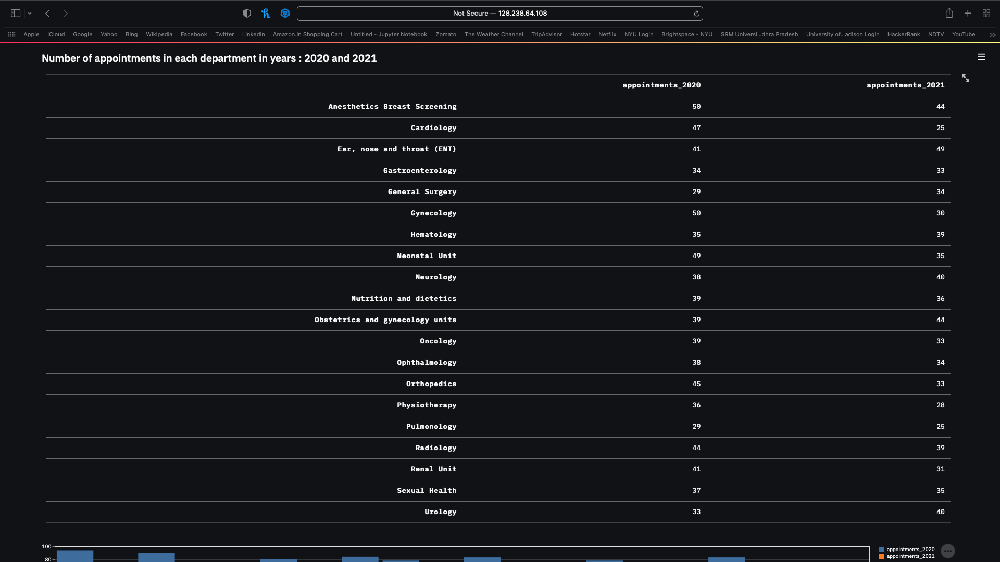 Not Secure — 128.238.64.108
Apple iCloud Google Yahoo Bing Wikipedia Facebook Twitter Linkedin Amazon.in Shopping Cart Untitled - Jupyter Notebook Zomato The Weather Channel TripAdvisor Hotstar Netflix NYU Login Brightspace - NYU SRM Universi...dhra Pradesh University of...adison Login HackerRank NDTV YouTube
Number of appointments in each department in years : 2020 and 2021
appointments_2020 appointments_2021
Anesthetics Breast Screening 50 44
Cardiology 47 25
Ear, nose and throat (ENT) 41 49
Gastroenterology 34 33
General Surgery 29 34
Gynecology 50 30
Hematology 35 39
Neonatal Unit 49 35
Neurology 38 40
Nutrition and dietetics 39 36
Obstetrics and gynecology units 39 44
Oncology 39 33
Ophthalmology 38 34
Orthopedics 45 33
Physiotherapy 36 28
Pulmonology 29 25
Radiology 44 39
Renal Unit 41 31
Sexual Health 37 35
Urology 33 40
100
80
appointments_2020
appointments_2021